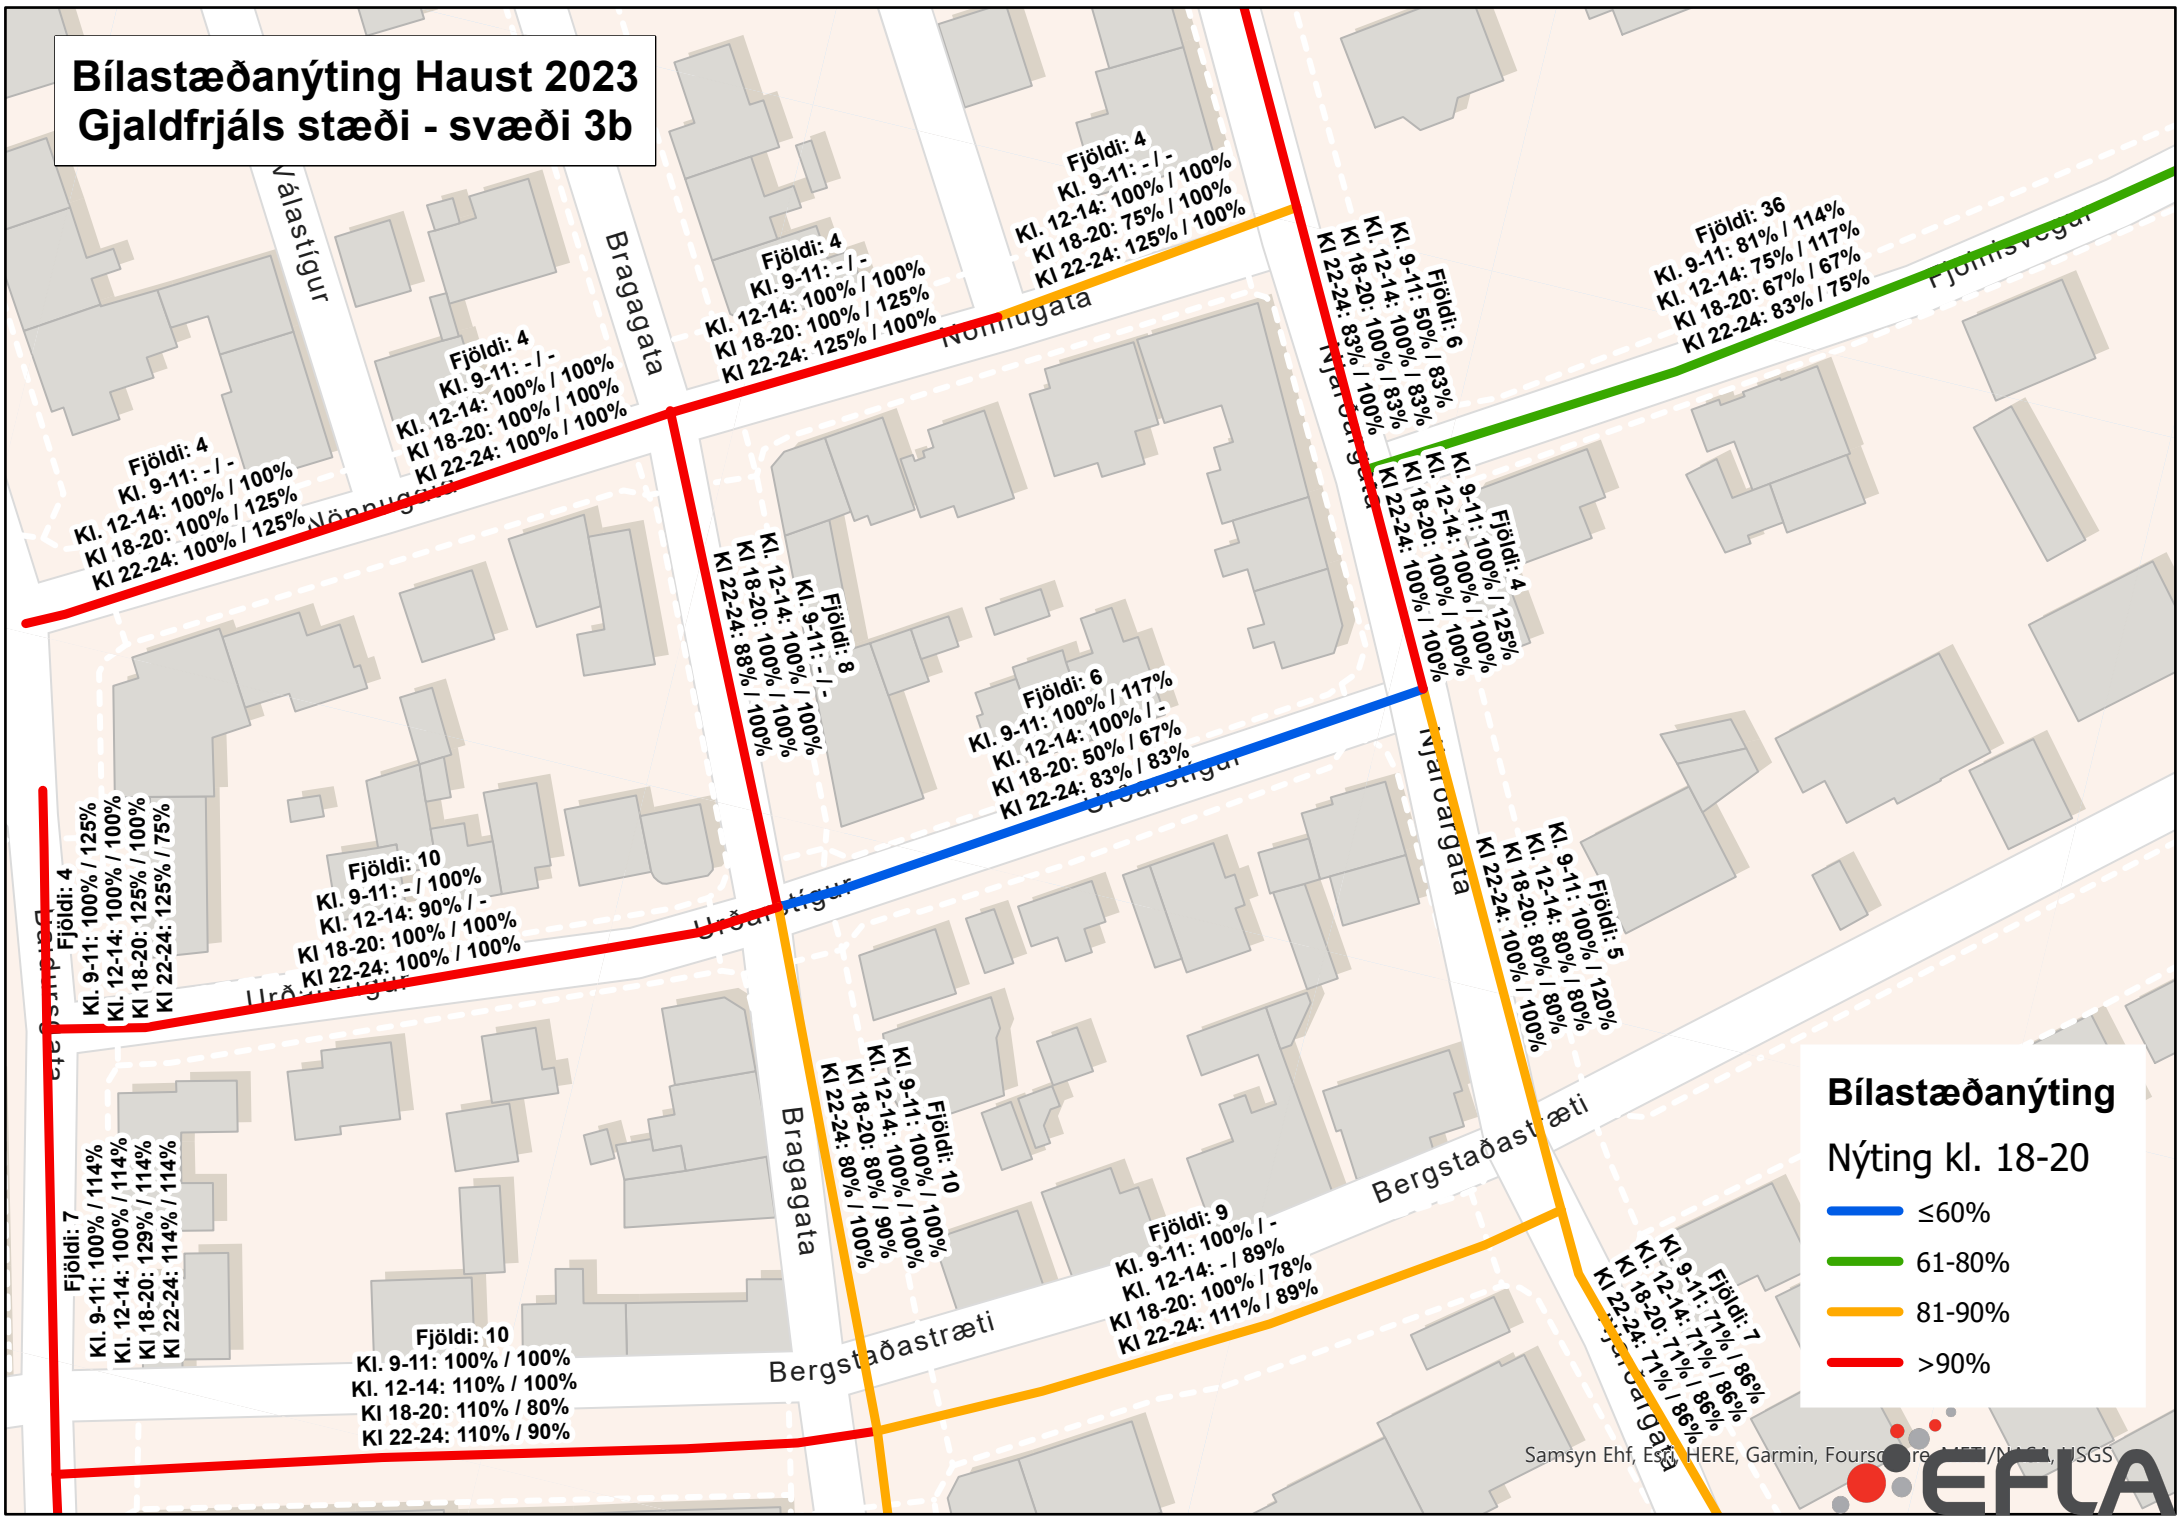 Bílastæðanýting Haust 2023
Gjaldfrjáls stæði - svæði 3b
Válastígur
Bragagata
Fjöldi: 4
Kl. 9-11: - / -
Kl. 12-14: 100% / 100%
Kl 18-20: 75% / 100%
Kl 22-24: 125% / 100%
Fjöldi: 4
Kl. 9-11: - / -
Kl. 12-14: 100% / 100%
Kl 18-20: 100% / 125%
Kl 22-24: 125% / 100%
Nönnugata
Fjöldi: 36
Kl. 9-11: 81% / 114%
Kl. 12-14: 75% / 117%
Kl 18-20: 67% / 67%
Kl 22-24: 83% / 75%
Fjölnisvegur
Fjöldi: 6
Kl. 9-11: 50% / 83%
Kl. 12-14: 100% / 83%
Kl 18-20: 100% / 83%
Kl 22-24: 83% / 100%
Njarðargata
Fjöldi: 4
Kl. 9-11: - / -
Kl. 12-14: 100% / 100%
Kl 18-20: 100% / 100%
Kl 22-24: 100% / 100%
Fjöldi: 4
Kl. 9-11: - / -
Kl. 12-14: 100% / 100%
Kl 18-20: 100% / 125%
Kl 22-24: 100% / 125%
Nönnugata
Fjöldi: 4
Kl. 9-11: 100% / 125%
Kl. 12-14: 100% / 100%
Kl 18-20: 100% / 100%
Kl 22-24: 100% / 100%
Fjöldi: 8
Kl. 9-11: - / -
Kl. 12-14: 100% / 100%
Kl 18-20: 100% / 100%
Kl 22-24: 88% / 100%
Fjöldi: 6
Kl. 9-11: 100% / 117%
Kl. 12-14: 100% / -
Kl 18-20: 50% / 67%
Kl 22-24: 83% / 83%
Urðarstígur
Njarðargata
Fjöldi: 4
Kl. 9-11: 100% / 125%
Kl. 12-14: 100% / 100%
Kl 18-20: 125% / 100%
Kl 22-24: 125% / 75%
Baldursgata
Fjöldi: 10
Kl. 9-11: - / 100%
Kl. 12-14: 90% / -
Kl 18-20: 100% / 100%
Kl 22-24: 100% / 100%
Urðarstígur
Urðarstígur
Fjöldi: 5
Kl. 9-11: 100% / 120%
Kl. 12-14: 80% / 80%
Kl 18-20: 80% / 80%
Kl 22-24: 100% / 100%
Fjöldi: 10
Kl. 9-11: 100% / 100%
Kl. 12-14: 100% / 100%
Kl 18-20: 80% / 90%
Kl 22-24: 80% / 100%
Bragagata
Bergstaðastræti
Fjöldi: 7
Kl. 9-11: 100% / 114%
Kl. 12-14: 100% / 114%
Kl 18-20: 129% / 114%
Kl 22-24: 114% / 114%
Fjöldi: 9
Kl. 9-11: 100% / -
Kl. 12-14: - / 89%
Kl 18-20: 100% / 78%
Kl 22-24: 111% / 89%
Bergstaðastræti
Fjöldi: 10
Kl. 9-11: 100% / 100%
Kl. 12-14: 110% / 100%
Kl 18-20: 110% / 80%
Kl 22-24: 110% / 90%
Fjöldi: 7
Kl. 9-11: 71% / 86%
Kl. 12-14: 71% / 86%
Kl 18-20: 71% / 86%
Kl 22-24: 71% / 86%
Njarðargata
Bílastæðanýting
Nýting kl. 18-20
≤60%
61-80%
81-90%
>90%
Samsyn Ehf, Esri, HERE, Garmin, Foursquare, METI/NASA, USGS
EFLA